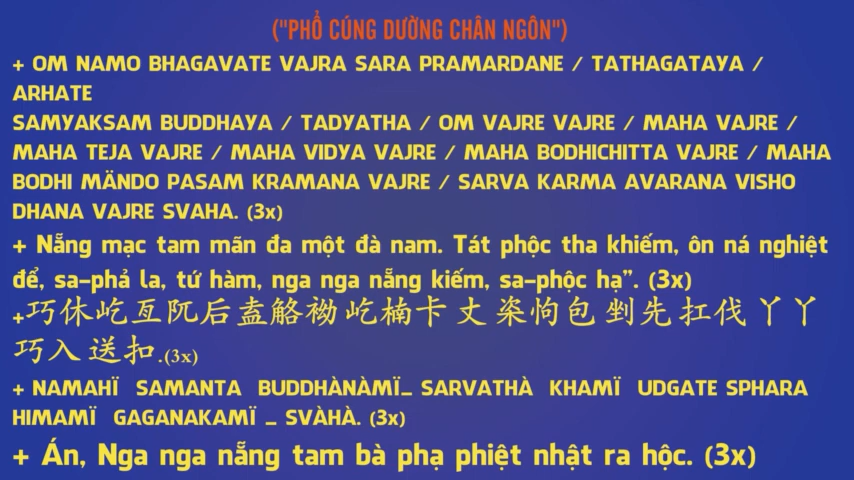 ("PHỔ CÚNG DƯỜNG CHÂN NGÔN")
+ OM NAMO BHAGAVATE VAJRA SARA PRAMARDANE / TATHAGATAYA /
ARHATE
SAMYAKSAM BUDDHAYA / TADYATHA / OM VAJRE VAJRE / MAHA VAJRE /
MAHA TEJA VAJRE / MAHA VIDYA VAJRE / MAHA BODHICHITTA VAJRE / MAHA
BODHI MÄNDO PASAM KRAMANA VAJRE / SARVA KARMA AVARANA VISHO
DHANA VAJRE SVAHA. (3x)
+ Nẵng mạc tam mãn đa một đà nam. Tát phộc tha khiếm, ôn ná nghiệt
để, sa-phả la, tứ hàm, nga nga nẵng kiếm, sa-phộc hạ”. (3x)
+巧休屹亙阮后盍觡袎屹楠卡 丈 桼怐包 剉先 扛伐 丫丫
巧入 送扣.(3x)
+ NAMAHÏ SAMANTA BUDDHÀNÀMÏ_ SARVATHÀ KHAMÏ UDGATE SPHARA
HIMAMÏ GAGANAKAMÏ _ SVÀHÀ. (3x)
+ Án, Nga nga nẵng tam bà phạ phiệt nhật ra hộc. (3x)